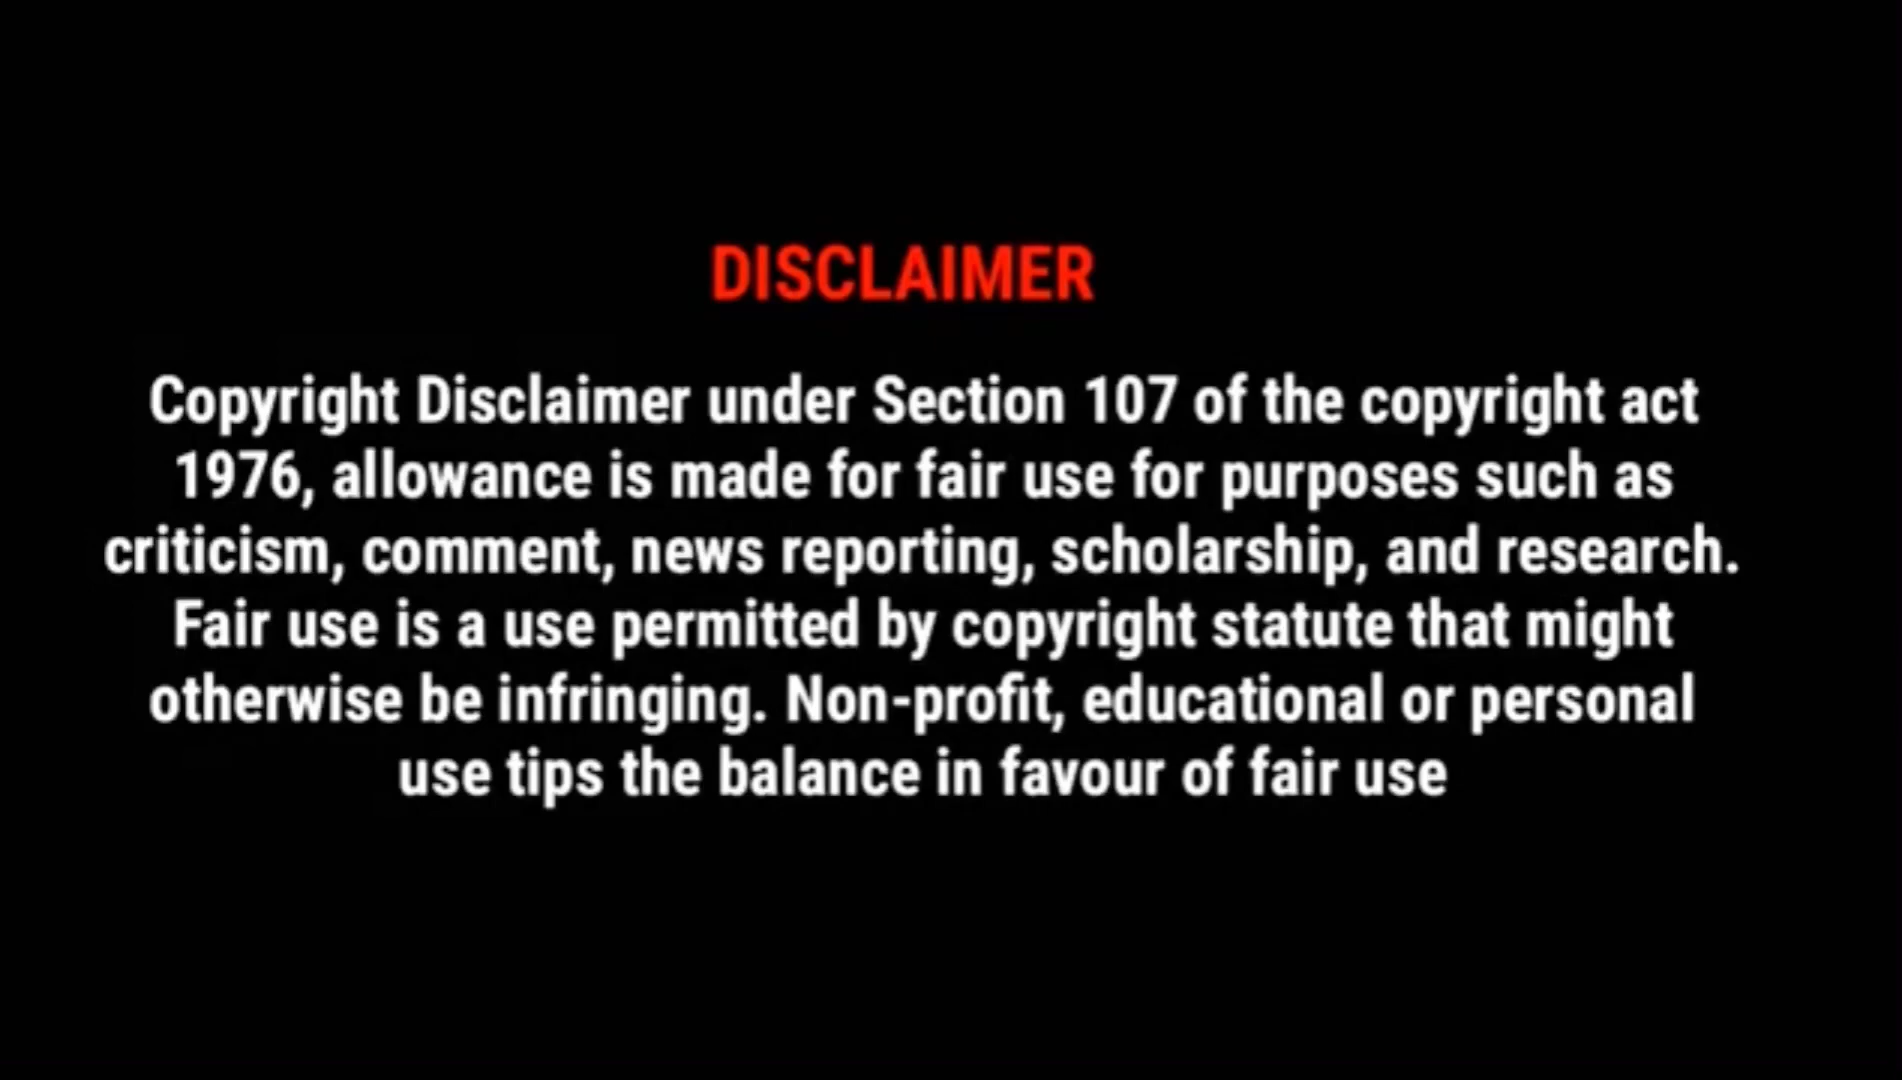 DISCLAIMER
Copyright Disclaimer under Section 107 of the copyright act
1976, allowance is made for fair use for purposes such as
criticism, comment, news reporting, scholarship, and research.
Fair use is a use permitted by copyright statute that might
otherwise be infringing. Non-profit, educational or personal
use tips the balance in favour of fair use